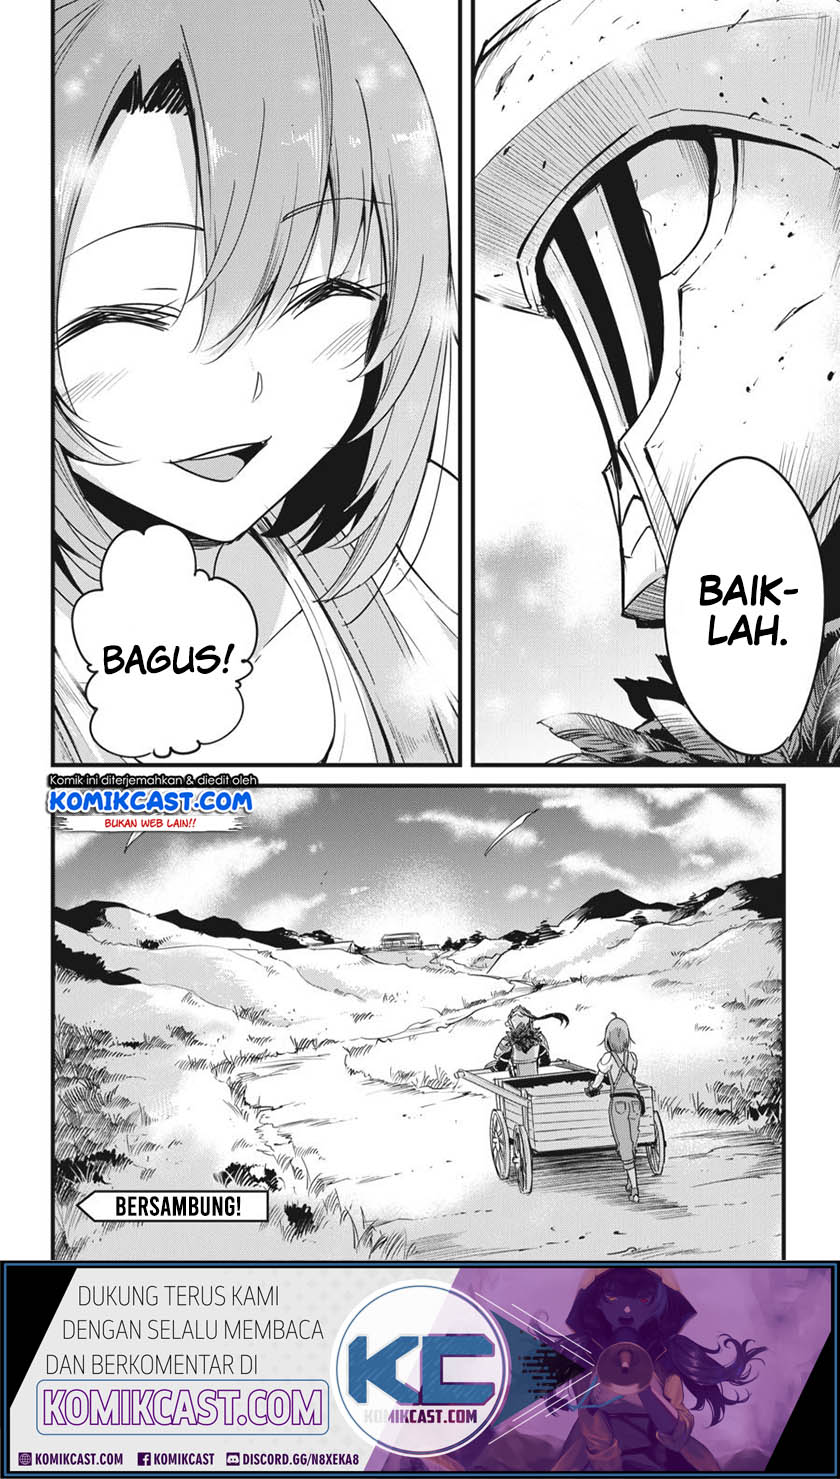 BAIK-
LAH.
BAGUS!
Komik ini diterjemahkan & diedit oleh
KOMIKCAST.COM
BUKAN WEB LAIN!!
BERSAMBUNG!
DUKUNG TERUS KAMI
DENGAN SELALU MEMBACA
DAN BERKOMENTAR DI
KOMIKCAST.COM
KC
KOMIKCAST.COM
KOMIKCAST.COM KOMIKCAST DISCORD.GG/N8XEKA8